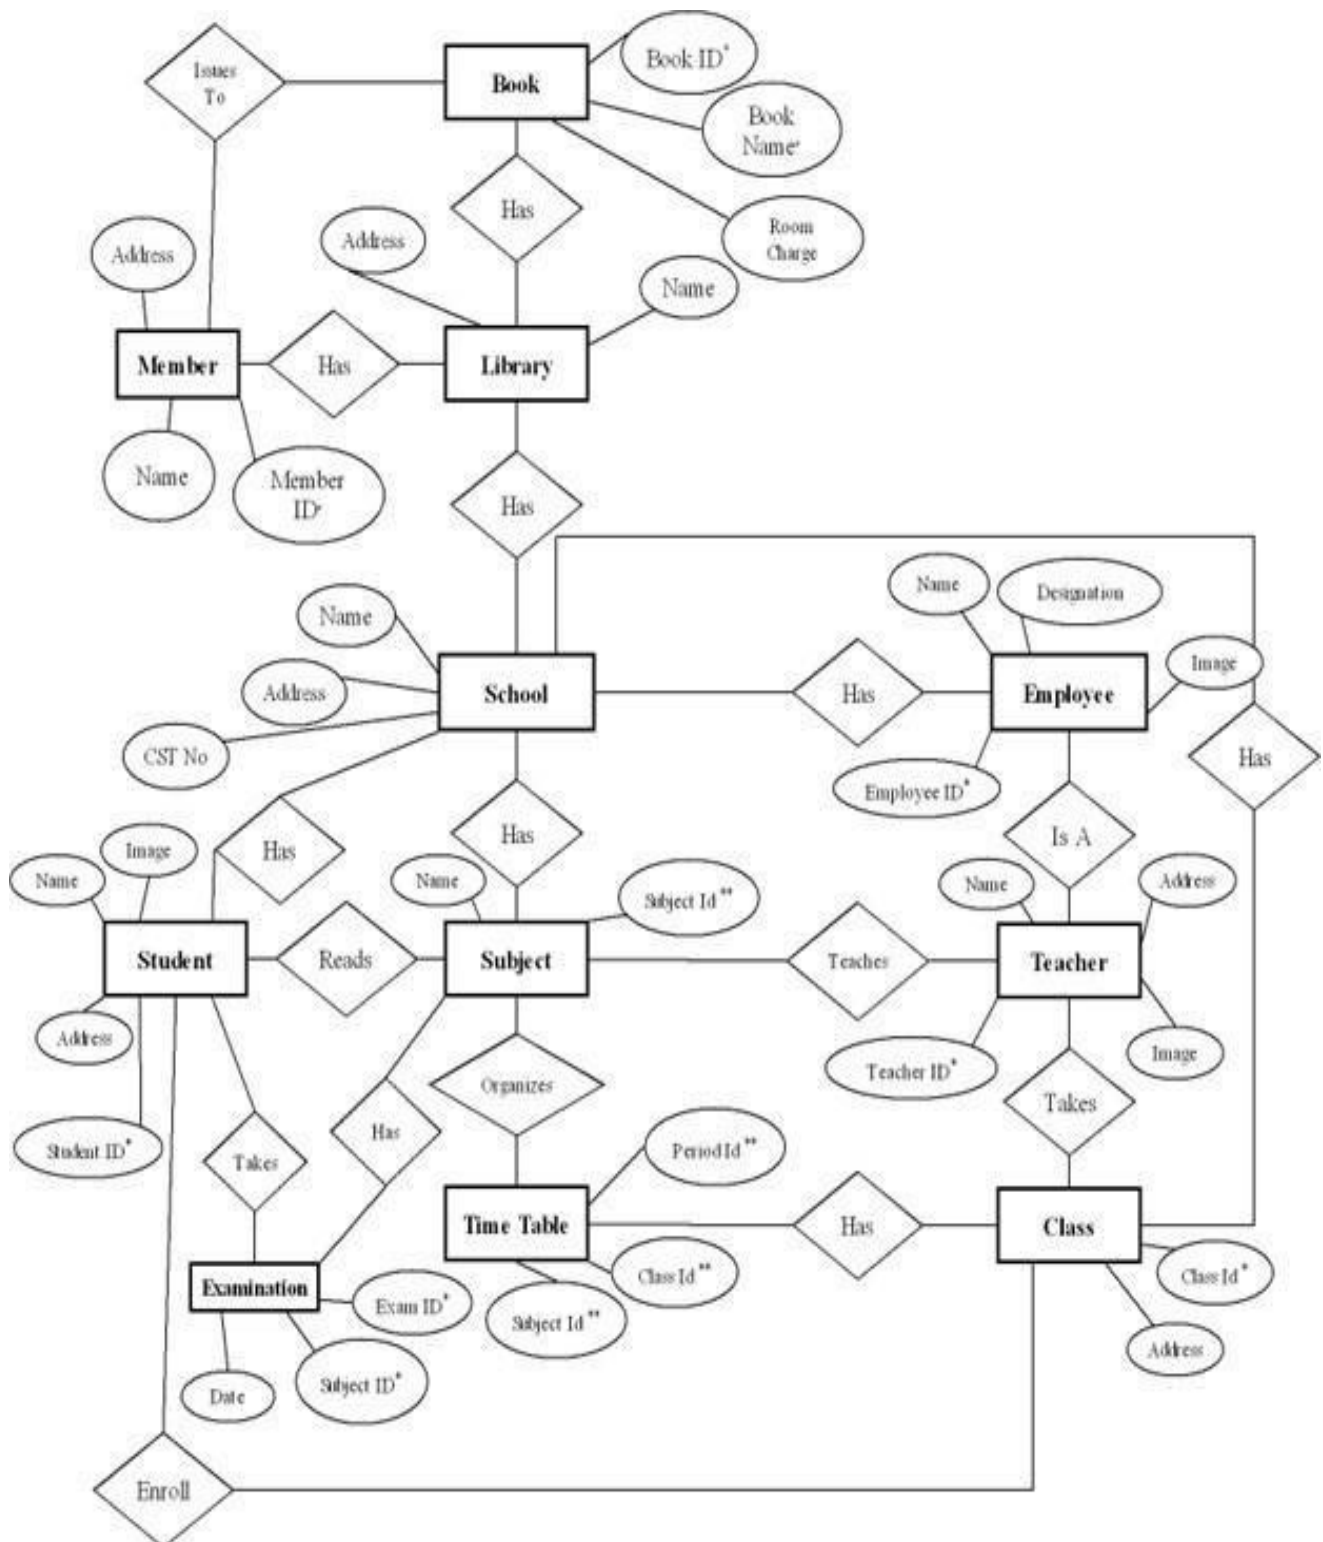 Book ID*
Issues
To
Book
Book
Name*
Has
Room
Charge
Address
Address
Name
Member
Has
Library
Name
Member
ID*
Has
Name
Designation
Name
Image
Address
School
Has
Employee
CST No
Has
Employee ID*
Has
Has
Is A
Image
Name
Name
Subject Id**
Name
Address
Student
Reads
Subject
Teaches
Teacher
Address
Image
Teacher ID*
Organizes
Takes
Student ID*
Has
Takes
Period Id**
Time Table
Has
Class
Class Id**
Class Id*
Examination
Exam ID*
Subject Id**
Address
Date
Subject ID*
Enroll